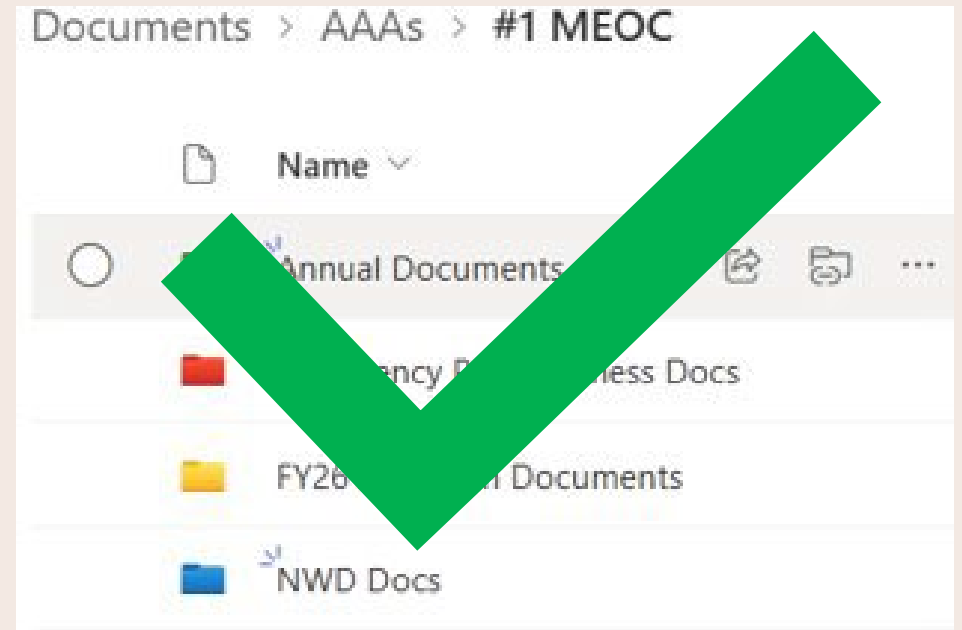 Documents > AAAs > #1 MEOC
Name
Annual Documents
Docs
FY26 Documents
NWD Docs